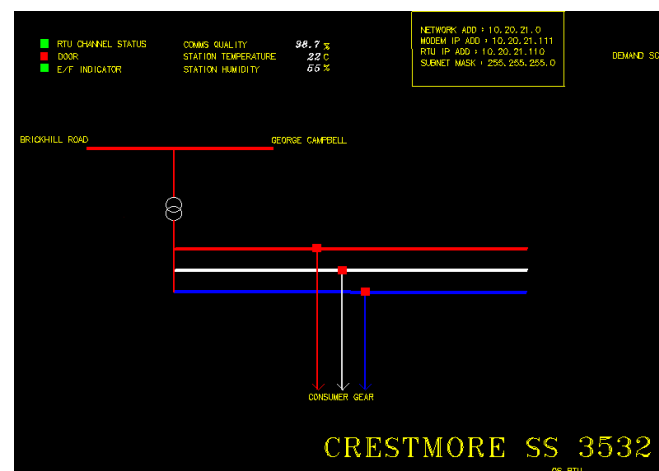 RTU CHANNEL STATUS
DOOR
E/F INDICATOR
COMMS QUALITY 98.7 %
STATION TEMPERATURE 22 C
STATION HUMIDITY 55 %
NETWORK ADD : 10.20.21.0
MODEM IP ADD : 10.20.21.111
RTU IP ADD : 10.20.21.110
SUBNET MASK : 255.255.255.0
DEMAND SC
BRICKHILL ROAD
GEORGE CAMPBELL
CONSUMER GEAR
CRESTMORE SS 3532